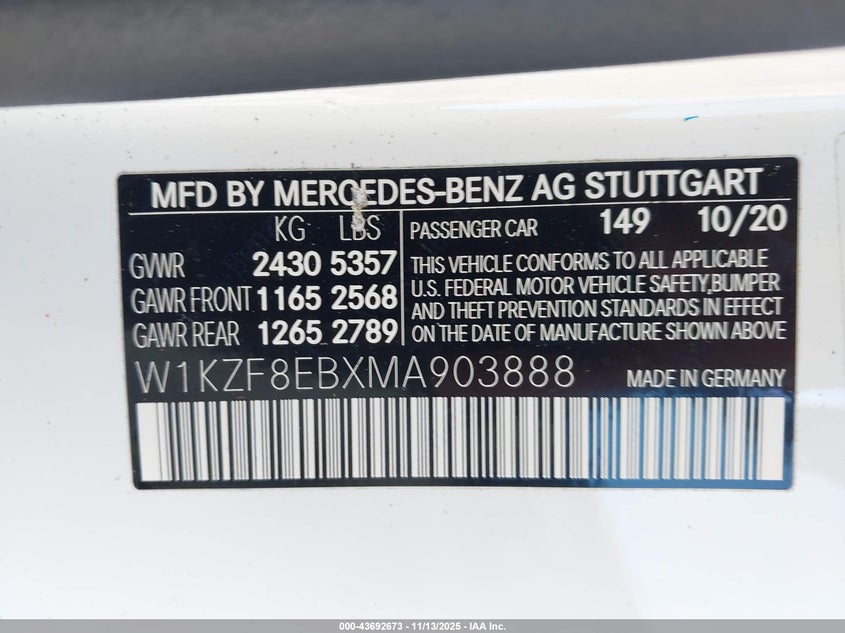 MFD BY MERCEDES-BENZ AG STUTTGART
KG LBS
GVWR 2430 5357
GAWR FRONT 1165 2568
GAWR REAR 1265 2789
PASSENGER CAR 149 10/20
THIS VEHICLE CONFORMS TO ALL APPLICABLE
U.S. FEDERAL MOTOR VEHICLE SAFETY,BUMPER
AND THEFT PREVENTION STANDARDS IN EFFECT
ON THE DATE OF MANUFACTURE SHOWN ABOVE
W1KZF8EBXMA903888 MADE IN GERMANY
000-43692673 - 11/13/2025 - IAA Inc.